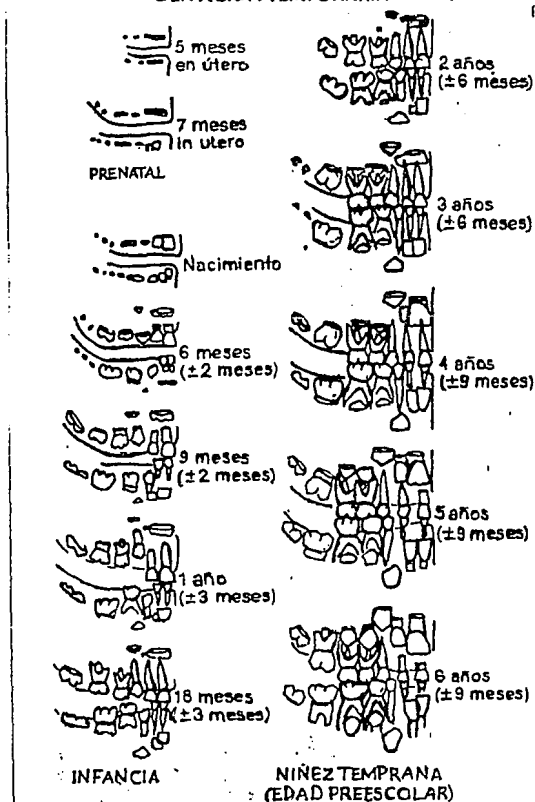 5 meses
en útero
7 meses
in utero
PRENATAL
Nacimiento
6 meses
(±2 meses)
9 meses
(±2 meses)
1 año
(±3 meses)
18 meses
(±3 meses)
INFANCIA
2 años
(±6 meses)
3 años
(±6 meses)
4 años
(±9 meses)
5 años
(±9 meses)
6 años
(±9 meses)
NIÑEZ TEMPRANA
(EDAD PREESCOLAR)